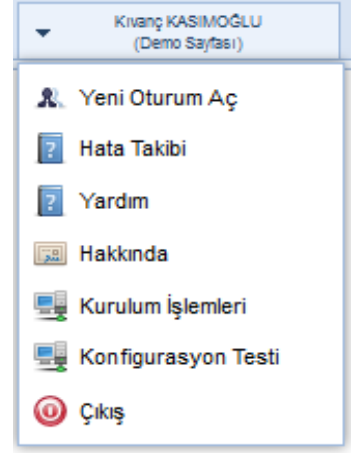 Kıvanç KASIMOĞLU
(Demo Sayfası)
Yeni Oturum Aç
Hata Takibi
Yardım
Hakkında
Kurulum İşlemleri
Konfigurasyon Testi
Çıkış